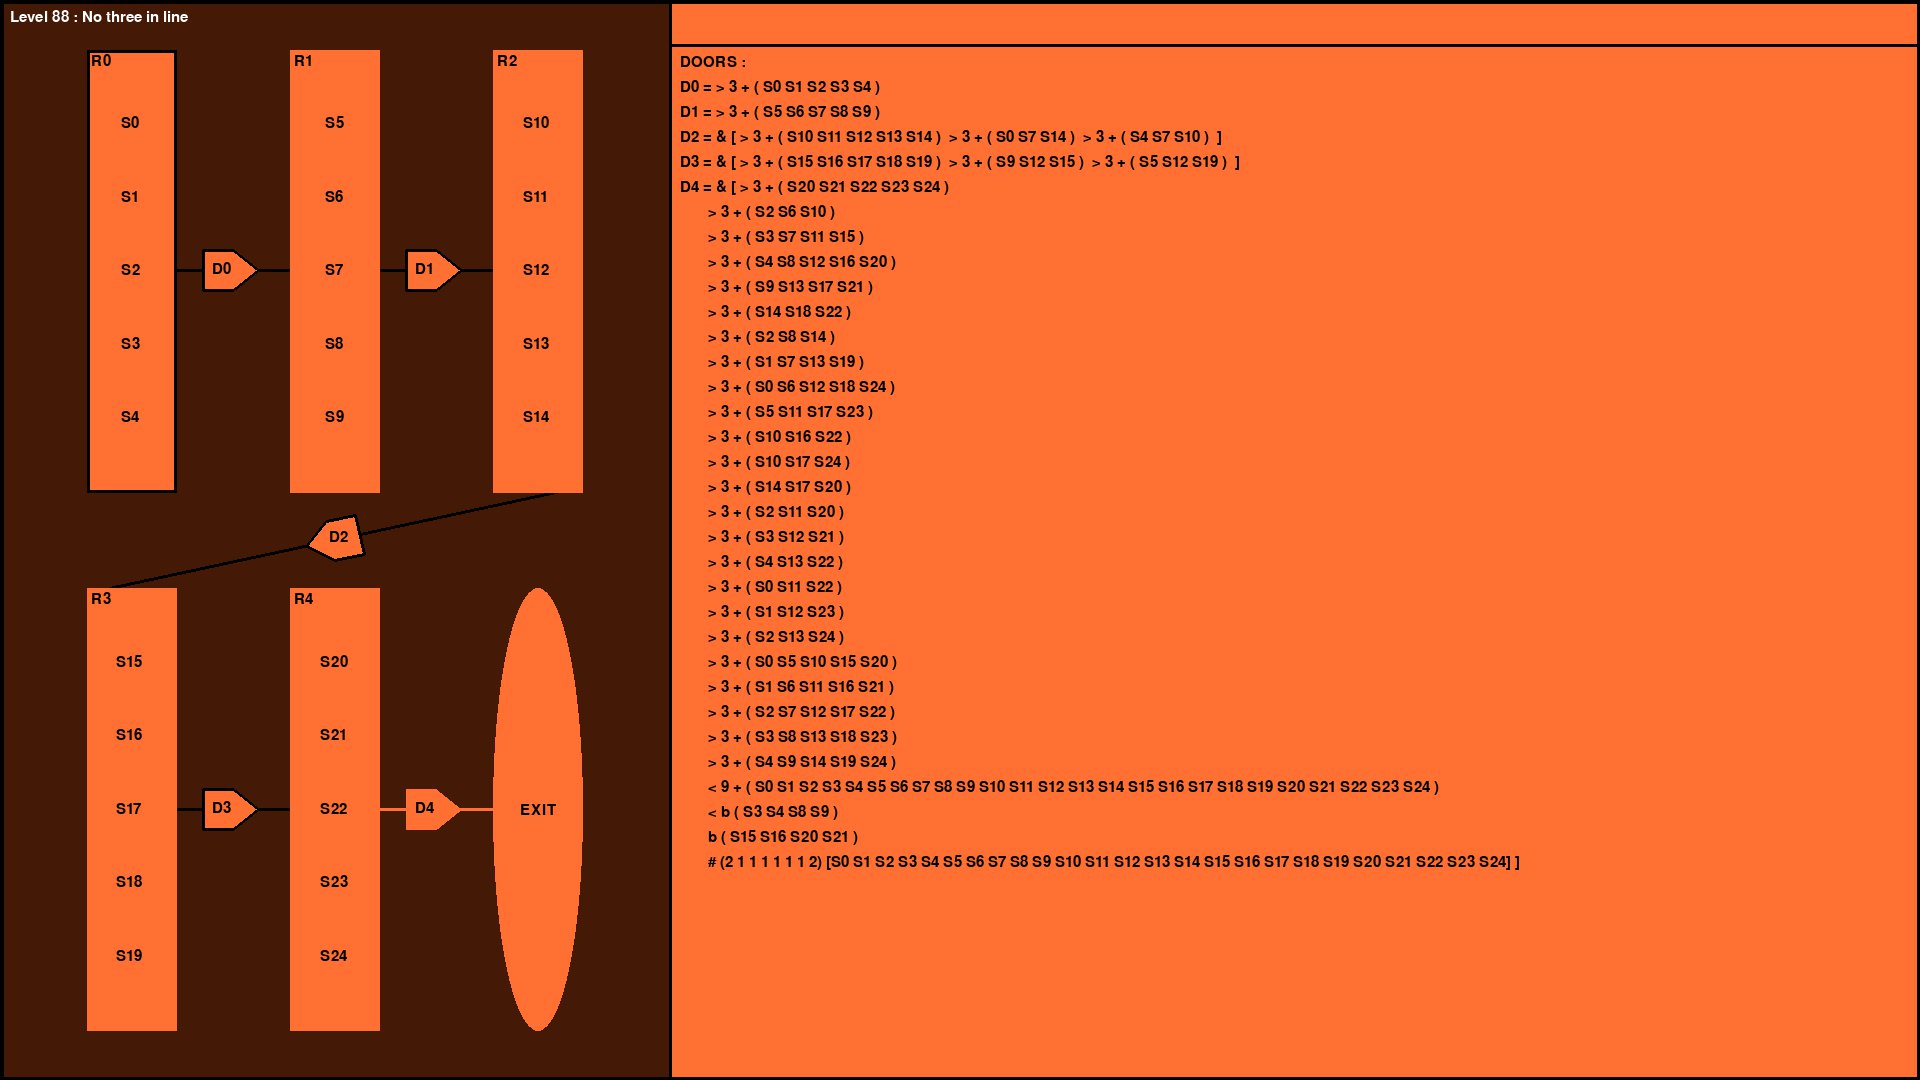 Level 88 : No three in line
R0
R1
R2
S0
S5
S10
S1
S6
S11
S2
D0
S7
D1
S12
S3
S8
S13
S4
S9
S14
D2
R3
R4
S15
S20
S16
S21
S17
D3
S22
D4
EXIT
S18
S23
S19
S24
DOORS :
D0 = > 3 + ( S0 S1 S2 S3 S4 )
D1 = > 3 + ( S5 S6 S7 S8 S9 )
D2 = & [ > 3 + ( S10 S11 S12 S13 S14 ) > 3 + ( S0 S7 S14 ) > 3 + ( S4 S7 S10 ) ]
D3 = & [ > 3 + ( S15 S16 S17 S18 S19 ) > 3 + ( S9 S12 S15 ) > 3 + ( S5 S12 S19 ) ]
D4 = & [ > 3 + ( S20 S21 S22 S23 S24 )
> 3 + ( S2 S6 S10 )
> 3 + ( S3 S7 S11 S15 )
> 3 + ( S4 S8 S12 S16 S20 )
> 3 + ( S9 S13 S17 S21 )
> 3 + ( S14 S18 S22 )
> 3 + ( S2 S8 S14 )
> 3 + ( S1 S7 S13 S19 )
> 3 + ( S0 S6 S12 S18 S24 )
> 3 + ( S5 S11 S17 S23 )
> 3 + ( S10 S16 S22 )
> 3 + ( S10 S17 S24 )
> 3 + ( S14 S17 S20 )
> 3 + ( S2 S11 S20 )
> 3 + ( S3 S12 S21 )
> 3 + ( S4 S13 S22 )
> 3 + ( S0 S11 S22 )
> 3 + ( S1 S12 S23 )
> 3 + ( S2 S13 S24 )
> 3 + ( S0 S5 S10 S15 S20 )
> 3 + ( S1 S6 S11 S16 S21 )
> 3 + ( S2 S7 S12 S17 S22 )
> 3 + ( S3 S8 S13 S18 S23 )
> 3 + ( S4 S9 S14 S19 S24 )
< 9 + ( S0 S1 S2 S3 S4 S5 S6 S7 S8 S9 S10 S11 S12 S13 S14 S15 S16 S17 S18 S19 S20 S21 S22 S23 S24 )
< b ( S3 S4 S8 S9 )
b ( S15 S16 S20 S21 )
# (2 1 1 1 1 1 1 2) [S0 S1 S2 S3 S4 S5 S6 S7 S8 S9 S10 S11 S12 S13 S14 S15 S16 S17 S18 S19 S20 S21 S22 S23 S24] ]